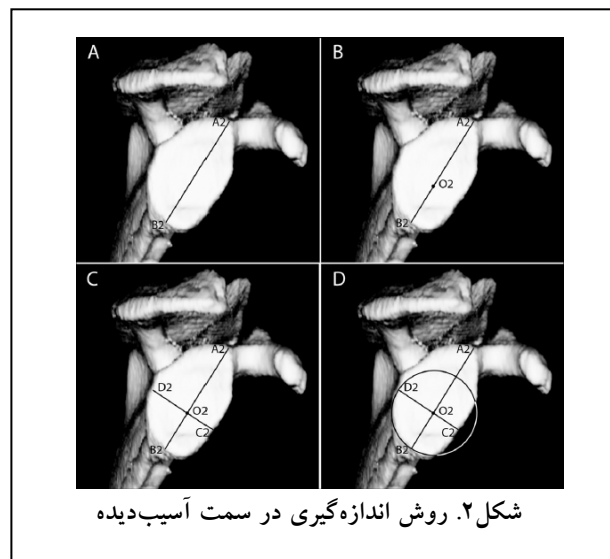 A B
A2 A2
O2
B2 B2
C D
A2 A2
D2 D2
O2 O2
C2 C2
B2 B2
شکل۲. روش اندازه‌گیری در سمت آسیب‌دیده